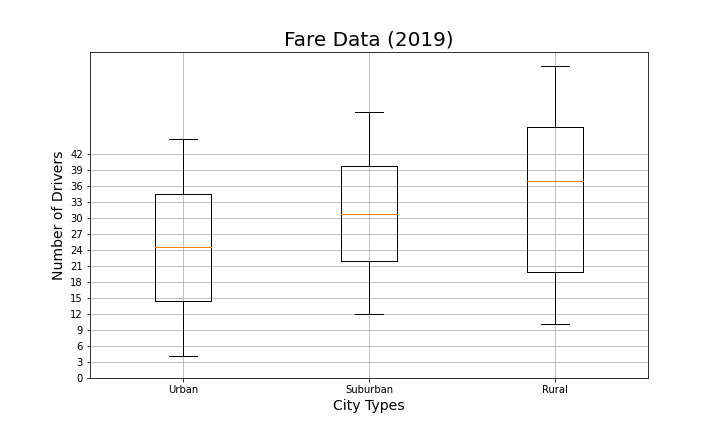 Fare Data (2019)
Number of Drivers
42
39
36
33
30
27
24
21
18
15
12
9
6
3
0
Urban
Suburban
Rural
City Types